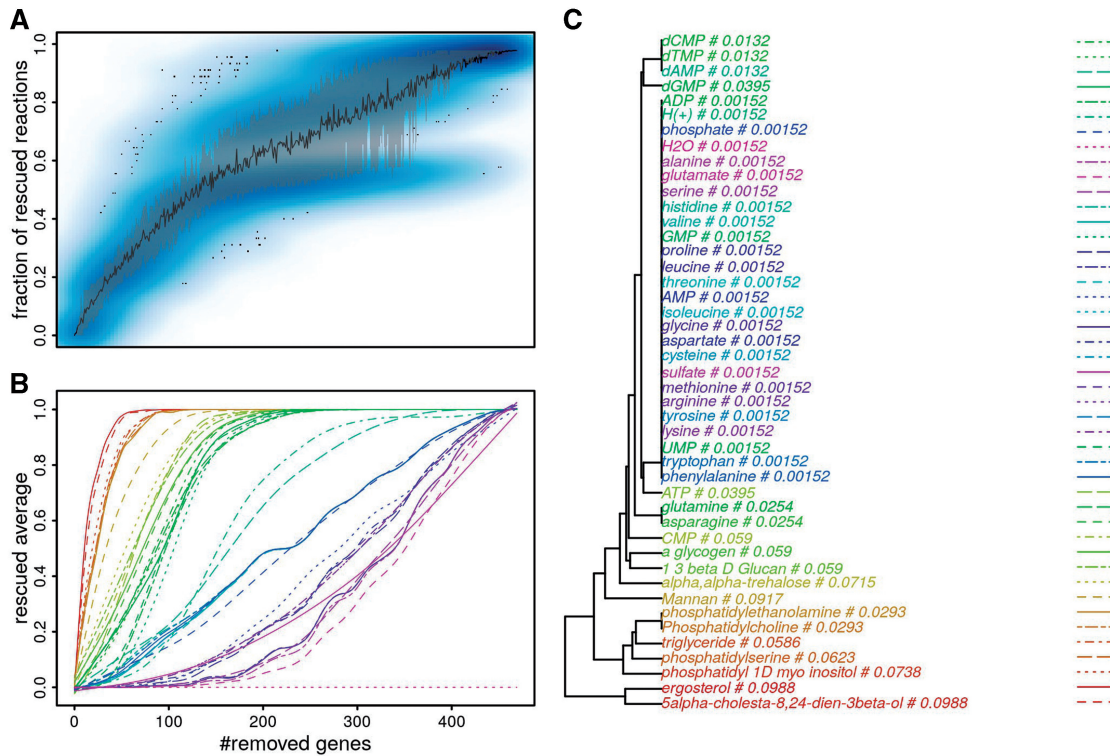 A
fraction of rescued reactions
1.0
0.8
0.6
0.4
0.2
0.0
B
rescued average
1.0
0.8
0.6
0.4
0.2
0.0
0 100 200 300 400
#removed genes
C
dCMP # 0.0132
dTMP # 0.0132
dAMP # 0.0132
dGMP # 0.0395
ADP # 0.00152
H(+) # 0.00152
phosphate # 0.00152
H2O # 0.00152
alanine # 0.00152
glutamate # 0.00152
serine # 0.00152
histidine # 0.00152
valine # 0.00152
GMP # 0.00152
proline # 0.00152
leucine # 0.00152
threonine # 0.00152
AMP # 0.00152
isoleucine # 0.00152
glycine # 0.00152
aspartate # 0.00152
cysteine # 0.00152
sulfate # 0.00152
methionine # 0.00152
arginine # 0.00152
tyrosine # 0.00152
lysine # 0.00152
UMP # 0.00152
tryptophan # 0.00152
phenylalanine # 0.00152
ATP # 0.0395
glutamine # 0.0254
asparagine # 0.0254
CMP # 0.059
a glycogen # 0.059
1 3 beta D Glucan # 0.059
alpha,alpha-trehalose # 0.0715
Mannan # 0.0917
phosphatidylethanolamine # 0.0293
Phosphatidylcholine # 0.0293
triglyceride # 0.0586
phosphatidylserine # 0.0623
phosphatidyl 1D myo inositol # 0.0738
ergosterol # 0.0988
5alpha-cholesta-8,24-dien-3beta-ol # 0.0988